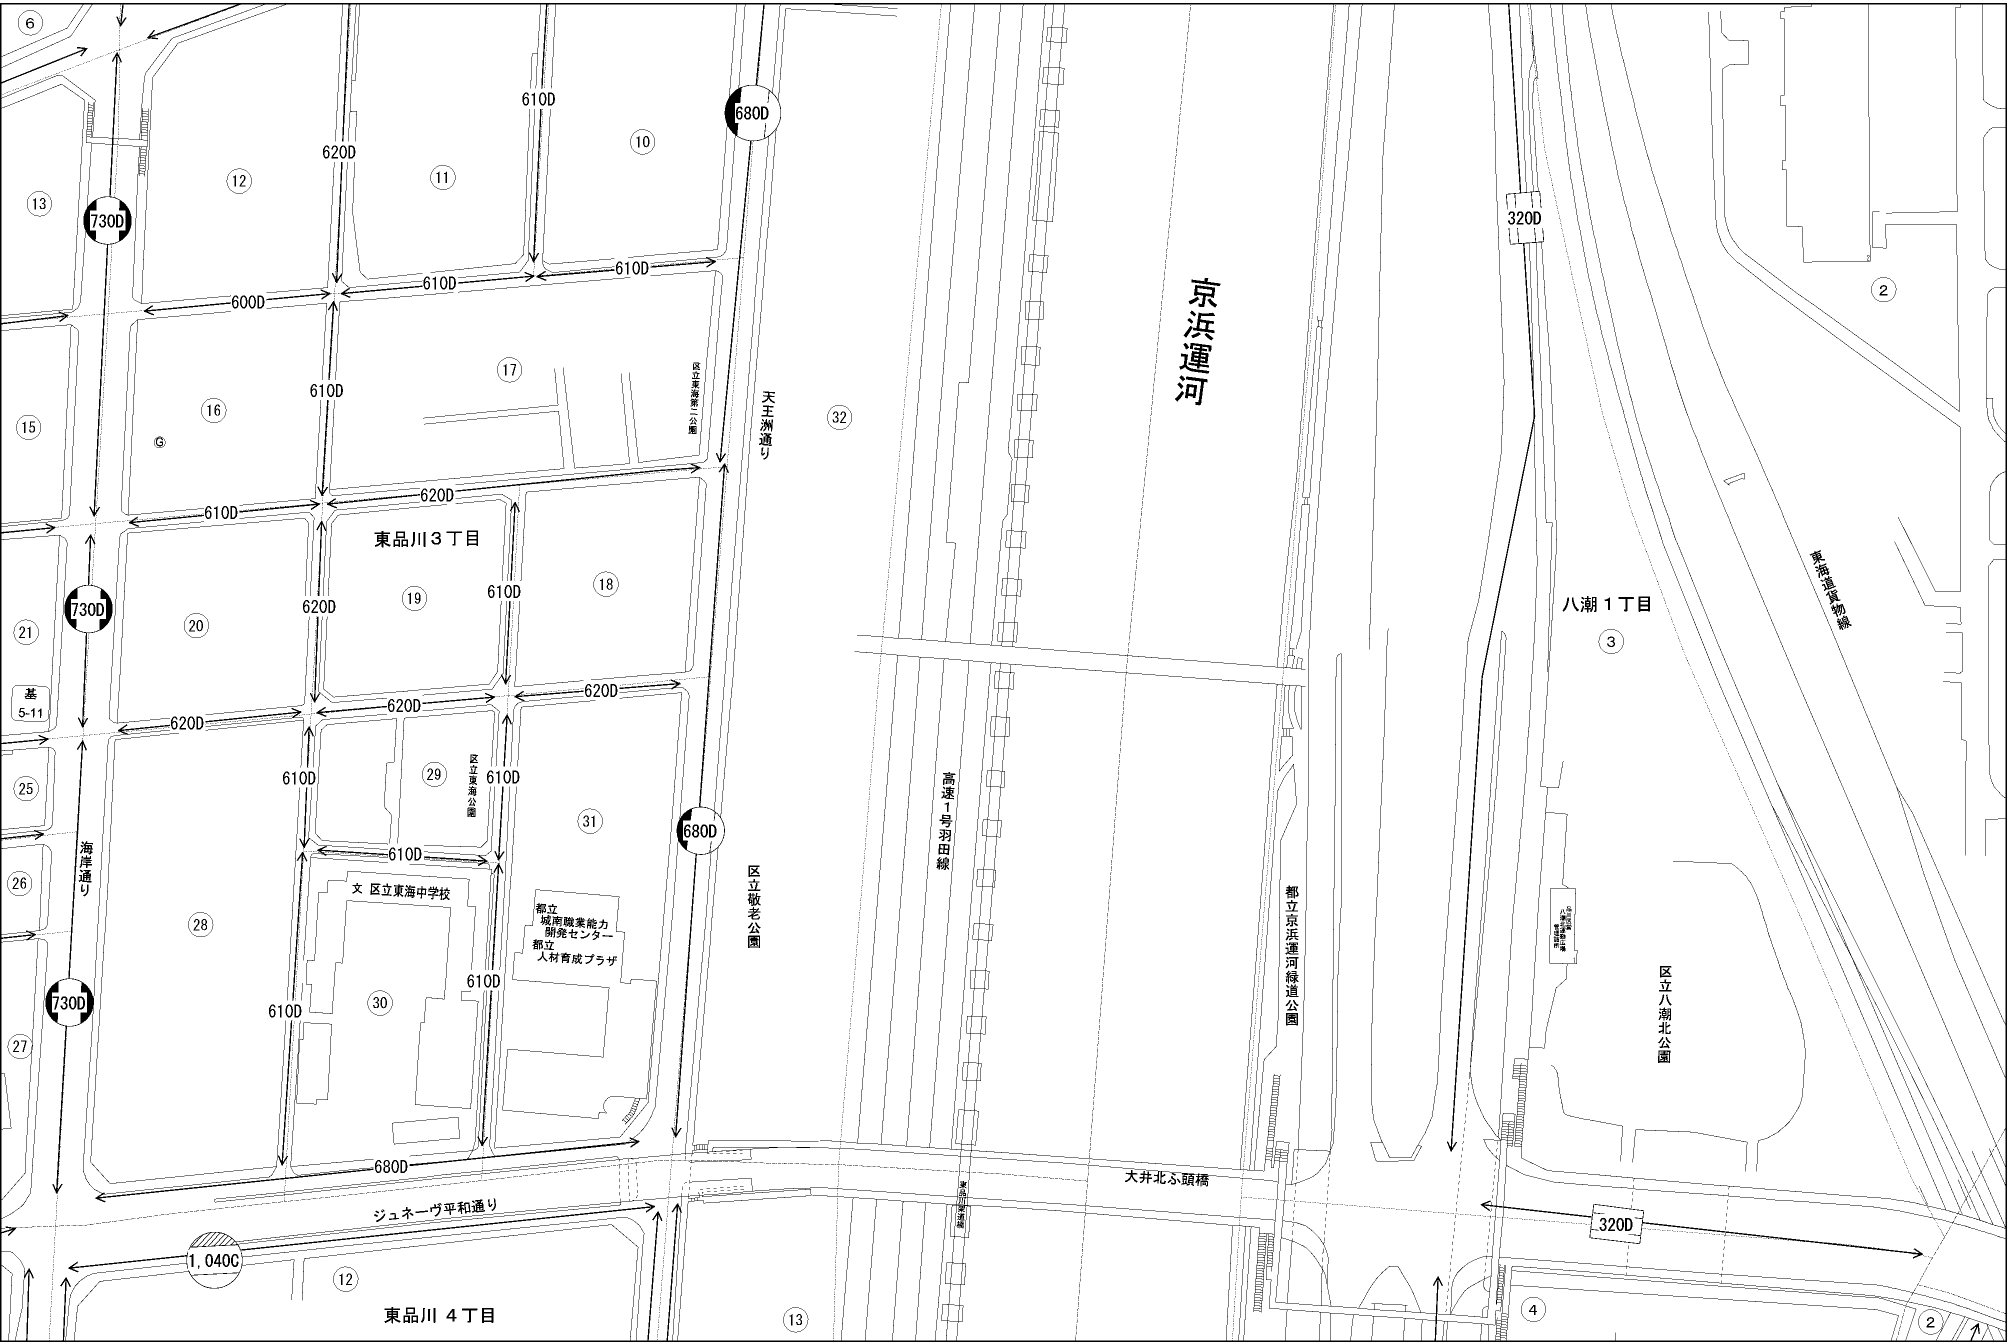 6
610D
680D
10
620D
11
12
13
320D
730D
610D
610D
2
600D
京浜運河
17
610D
区立東海第二公園
天王洲通り
16
32
15
G
620D
610D
東品川3丁目
東海道貨物線
18
610D
19
620D
730D
八潮1丁目
20
21
3
基
5-11
620D
620D
620D
610D
29
区立東海公園
610D
高速1号羽田線
25
31
680D
610D
海岸通り
26
文 区立東海中学校
区立敬老公園
都立京浜運河緑道公園
都立
城南職業能力
開発センター
都立
人材育成プラザ
28
610D
30
610D
730D
区立八潮北公園
27
680D
大井北ふ頭橋
ジュネーヴ平和通り
320D
1,040C
12
東品川 4丁目
13
4
2